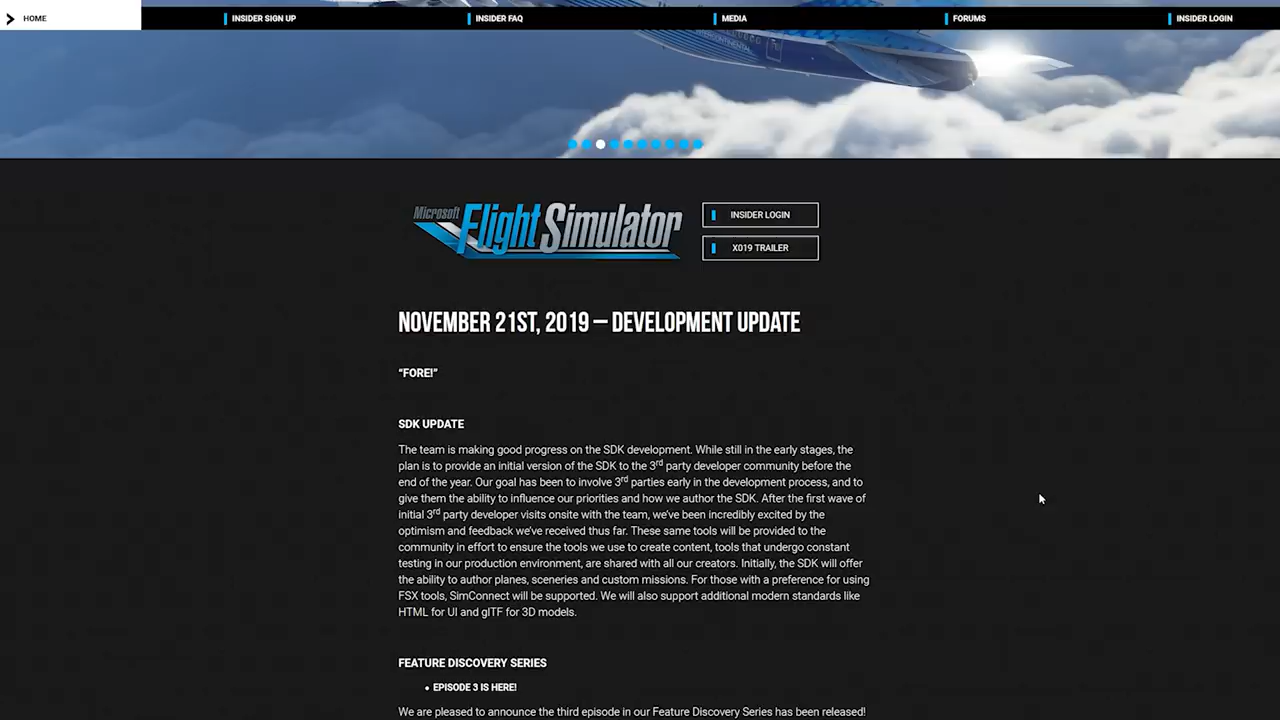 HOME
INSIDER SIGN UP
INSIDER FAQ
MEDIA
FORUMS
INSIDER LOGIN
Microsoft
Flight Simulator
INSIDER LOGIN
X019 TRAILER
NOVEMBER 21ST, 2019 – DEVELOPMENT UPDATE
“FORE!”
SDK UPDATE
The team is making good progress on the SDK development. While still in the early stages, the
plan is to provide an initial version of the SDK to the 3rd party developer community before the
end of the year. Our goal has been to involve 3rd parties early in the development process, and to
give them the ability to influence our priorities and how we author the SDK. After the first wave of
initial 3rd party developer visits onsite with the team, we’ve been incredibly excited by the
optimism and feedback we’ve received thus far. These same tools will be provided to the
community in effort to ensure the tools we use to create content, tools that undergo constant
testing in our production environment, are shared with all our creators. Initially, the SDK will offer
the ability to author planes, sceneries and custom missions. For those with a preference for using
FSX tools, SimConnect will be supported. We will also support additional modern standards like
HTML for UI and glTF for 3D models.
FEATURE DISCOVERY SERIES
• EPISODE 3 IS HERE!
We are pleased to announce the third episode in our Feature Discovery Series has been released!